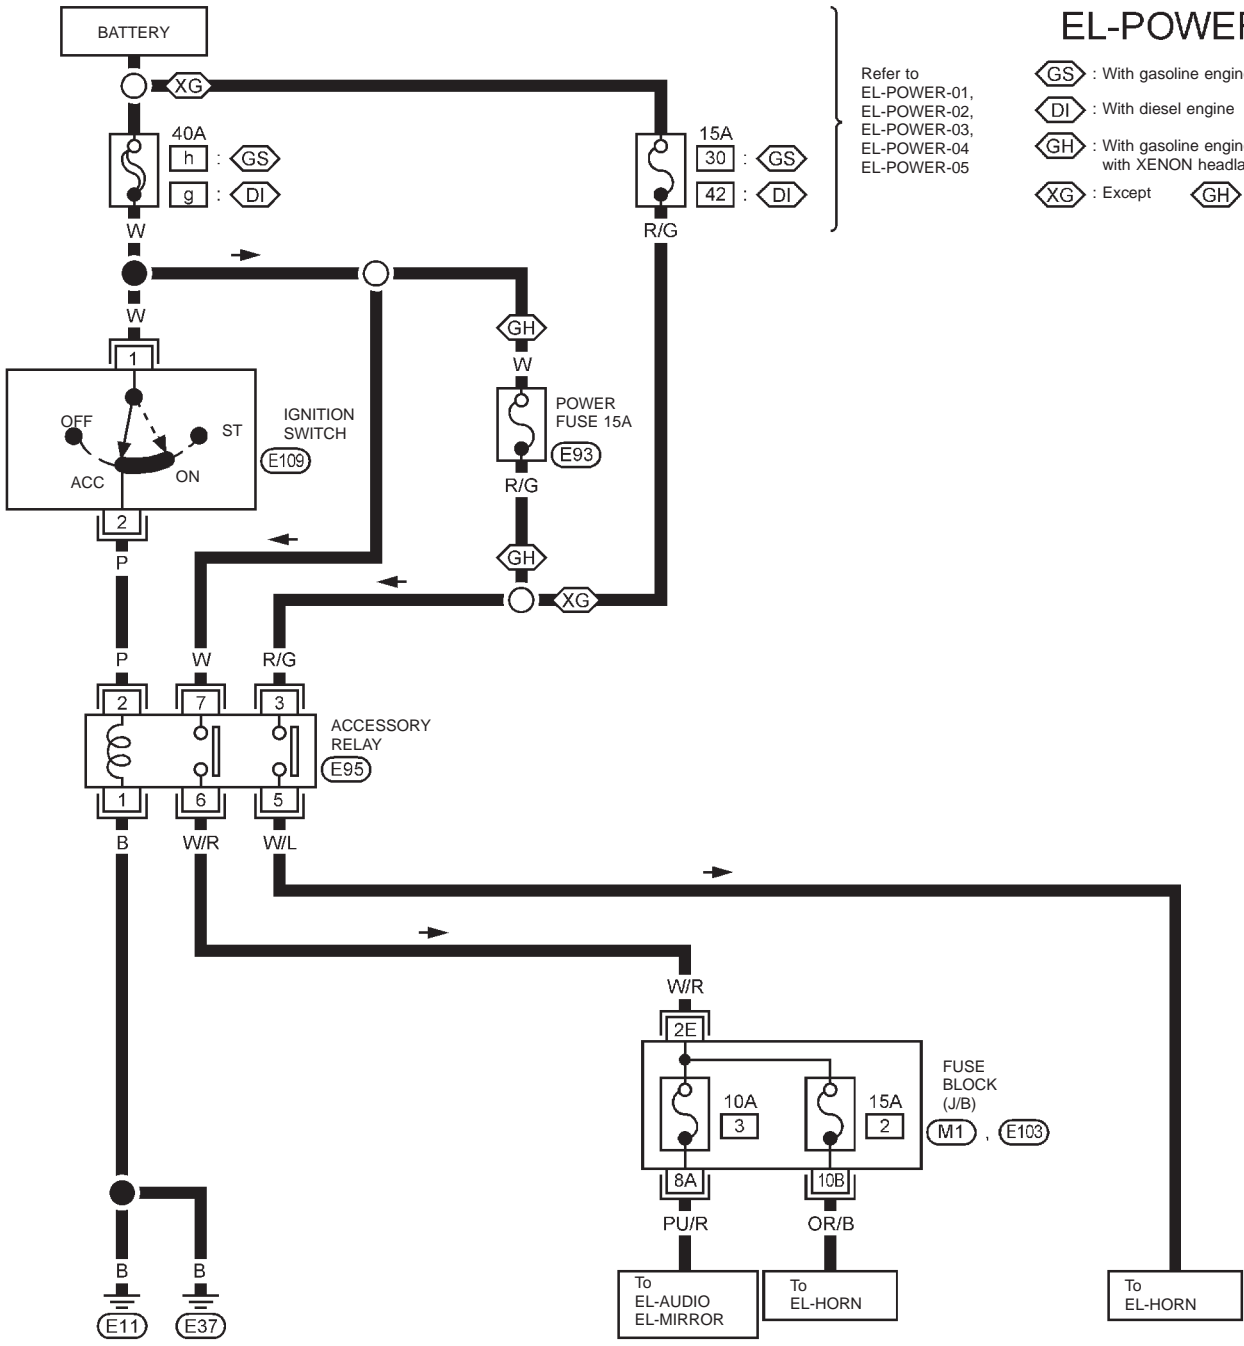 BATTERY
EL-POWER
XG
Refer to
EL-POWER-01,
EL-POWER-02,
EL-POWER-03,
EL-POWER-04
EL-POWER-05
GS : With gasoline engin
DI : With diesel engine
GH : With gasoline engin
with XENON headla
XG : Except GH
40A
h : GS
g : DI
15A
30 : GS
42 : DI
W
R/G
W
1
GH
W
OFF
ST
ACC
ON
IGNITION
SWITCH
E109
POWER
FUSE 15A
E93
R/G
2
P
GH
XG
P
W
R/G
2
7
3
ACCESSORY
RELAY
E95
1
6
5
B
W/R
W/L
W/R
2E
10A
3
15A
2
FUSE
BLOCK
(J/B)
M1 , E103
8A
10B
PU/R
OR/B
B
B
E11
E37
To
EL-AUDIO
EL-MIRROR
To
EL-HORN
To
EL-HORN